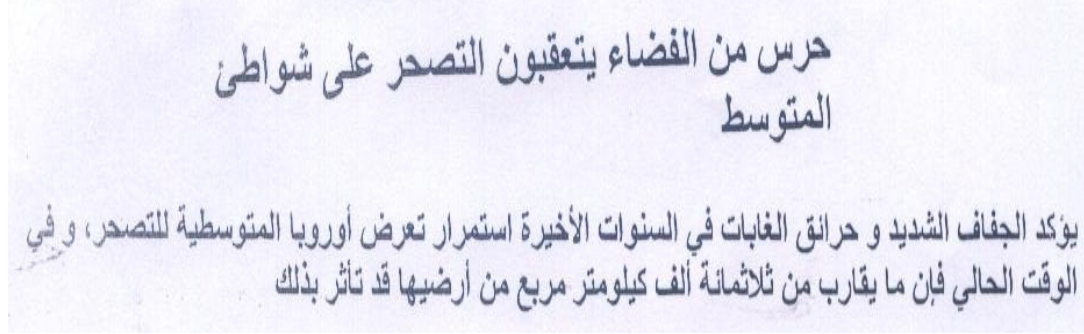 حرس من الفضاء يتعقبون التصحر على شواطئ
المتوسط
يؤكد الجفاف الشديد و حرائق الغابات في السنوات الأخيرة استمرار تعرض أوروبا المتوسطية للتصحر، و في
الوقت الحالي فإن ما يقارب من ثلاثمائة ألف كيلومتر مربع من أرضيها قد تأثر بذلك